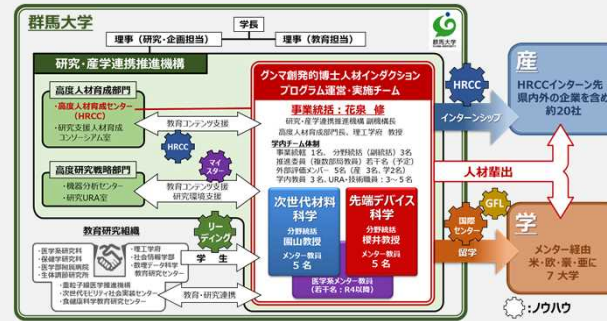 群馬大学
学長
理事（研究・企画担当）
理事（教育担当）
群馬大学
研究・産学連携推進機構
高度人材育成部門
・高度人材育成センター
（HRCC）
・研究支援人材育成
コンソーシアム室
高度研究戦略部門
・機器分析センター
・研究URA室
教育コンテンツ支援
HRCC
マイスター
教育コンテンツ支援
研究環境支援
グンマ創発的博士人材インダクション
プログラム運営・実施チーム
事業統括：花泉 修
研究・産学連携推進機構 副機構長
高度人材育成部門長、理工学府 教授
学内チーム体制
事業統轄 1名、分野統括（副統括）3名
推進委員（複数部局教員）若干名（予定）
外部評価メンバー 5名（産 3名、学2名）
学内教員 3名、URA・技術職員：3～5名
次世代材料
科学
分野統括
園山教授
メンター教員
5 名
先端デバイス
科学
分野統括
櫻井教授
メンター教員
5 名
医学系メンター教員
（若干名：R4以降）
教育研究組織
・医学系研究科
・保健学研究科
・医学部附属病院
・生体調節研究所
・理工学府
・社会情報学部
・数理データ科学
教育研究センター
・重粒子線医学推進機構
・次世代モビリティ社会実装センター
・食健康科学教育研究センター
リーディング
学 生
教育・研究連携
HRCC
インターンシップ
産
HRCCインターン先
県内外の企業を含め
約20社
人材輩出
国際
センター
GFL
留学
学
メンター経由
米・欧・豪・亜に
7 大学
：ノウハウ